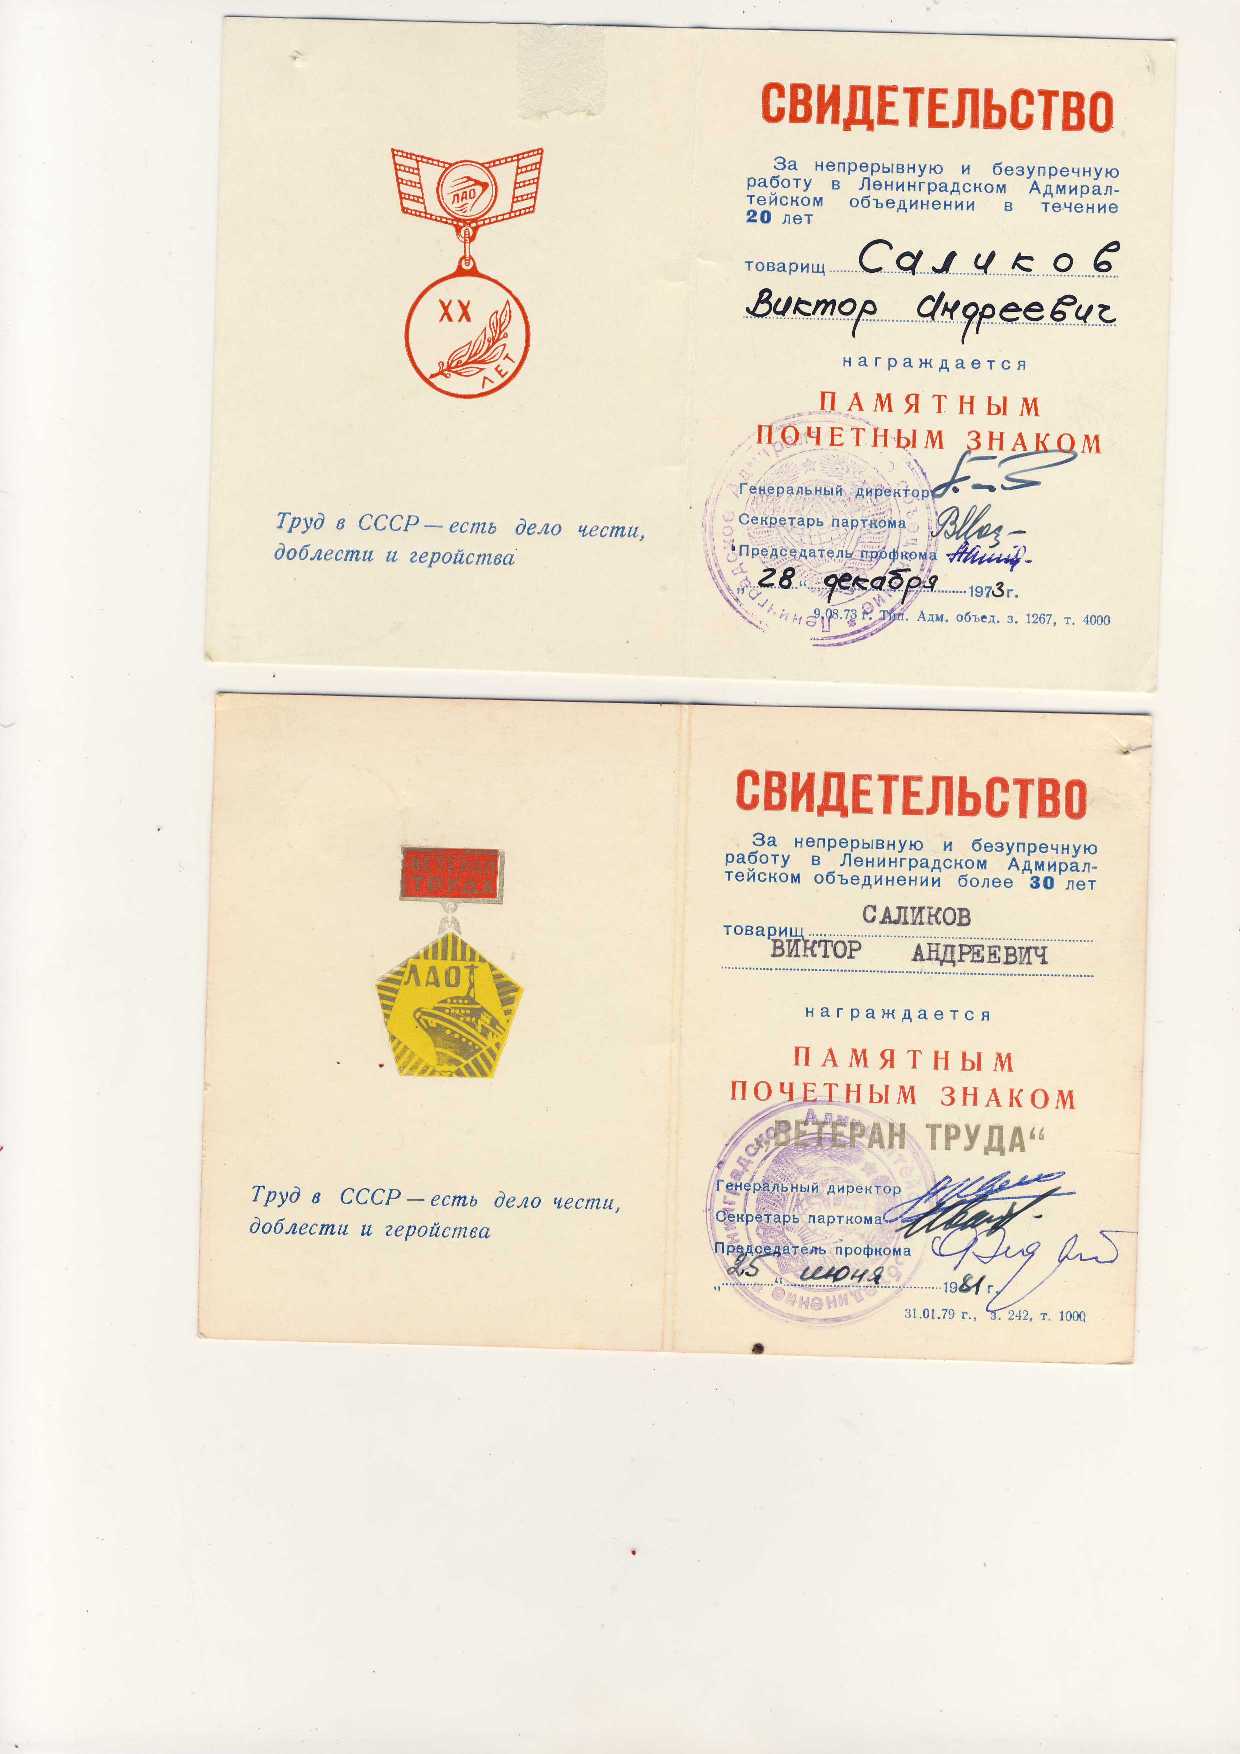 ЛАО
XX
ЛЕТ
Труд в СССР — есть дело чести,
доблести и геройства
СВИДЕТЕЛЬСТВО
За непрерывную и безупречную
работу в Ленинградском Адмирал-
тейском объединении в течение
20 лет
товарищ Саликов
Виктор Андреевич
награждается
ПАМЯТНЫМ
ПОЧЕТНЫМ ЗНАКОМ
Генеральный директор
Секретарь парткома
Председатель профкома
„28“ декабря 1973 г.
9.08.73 г. Тип. Адм. объед. з. 1267, т. 4000
ВЕТЕРАН
ТРУДА
ЛАО
Труд в СССР — есть дело чести,
доблести и геройства
СВИДЕТЕЛЬСТВО
За непрерывную и безупречную
работу в Ленинградском Адмирал-
тейском объединении более 30 лет
САЛИКОВ
товарищ
ВИКТОР АНДРЕЕВИЧ
награждается
ПАМЯТНЫМ
ПОЧЕТНЫМ ЗНАКОМ
„ВЕТЕРАН ТРУДА“
Генеральный директор
Секретарь парткома
Председатель профкома
„25“ июня 1981 г.
31.01.79 г., з. 242, т. 1000